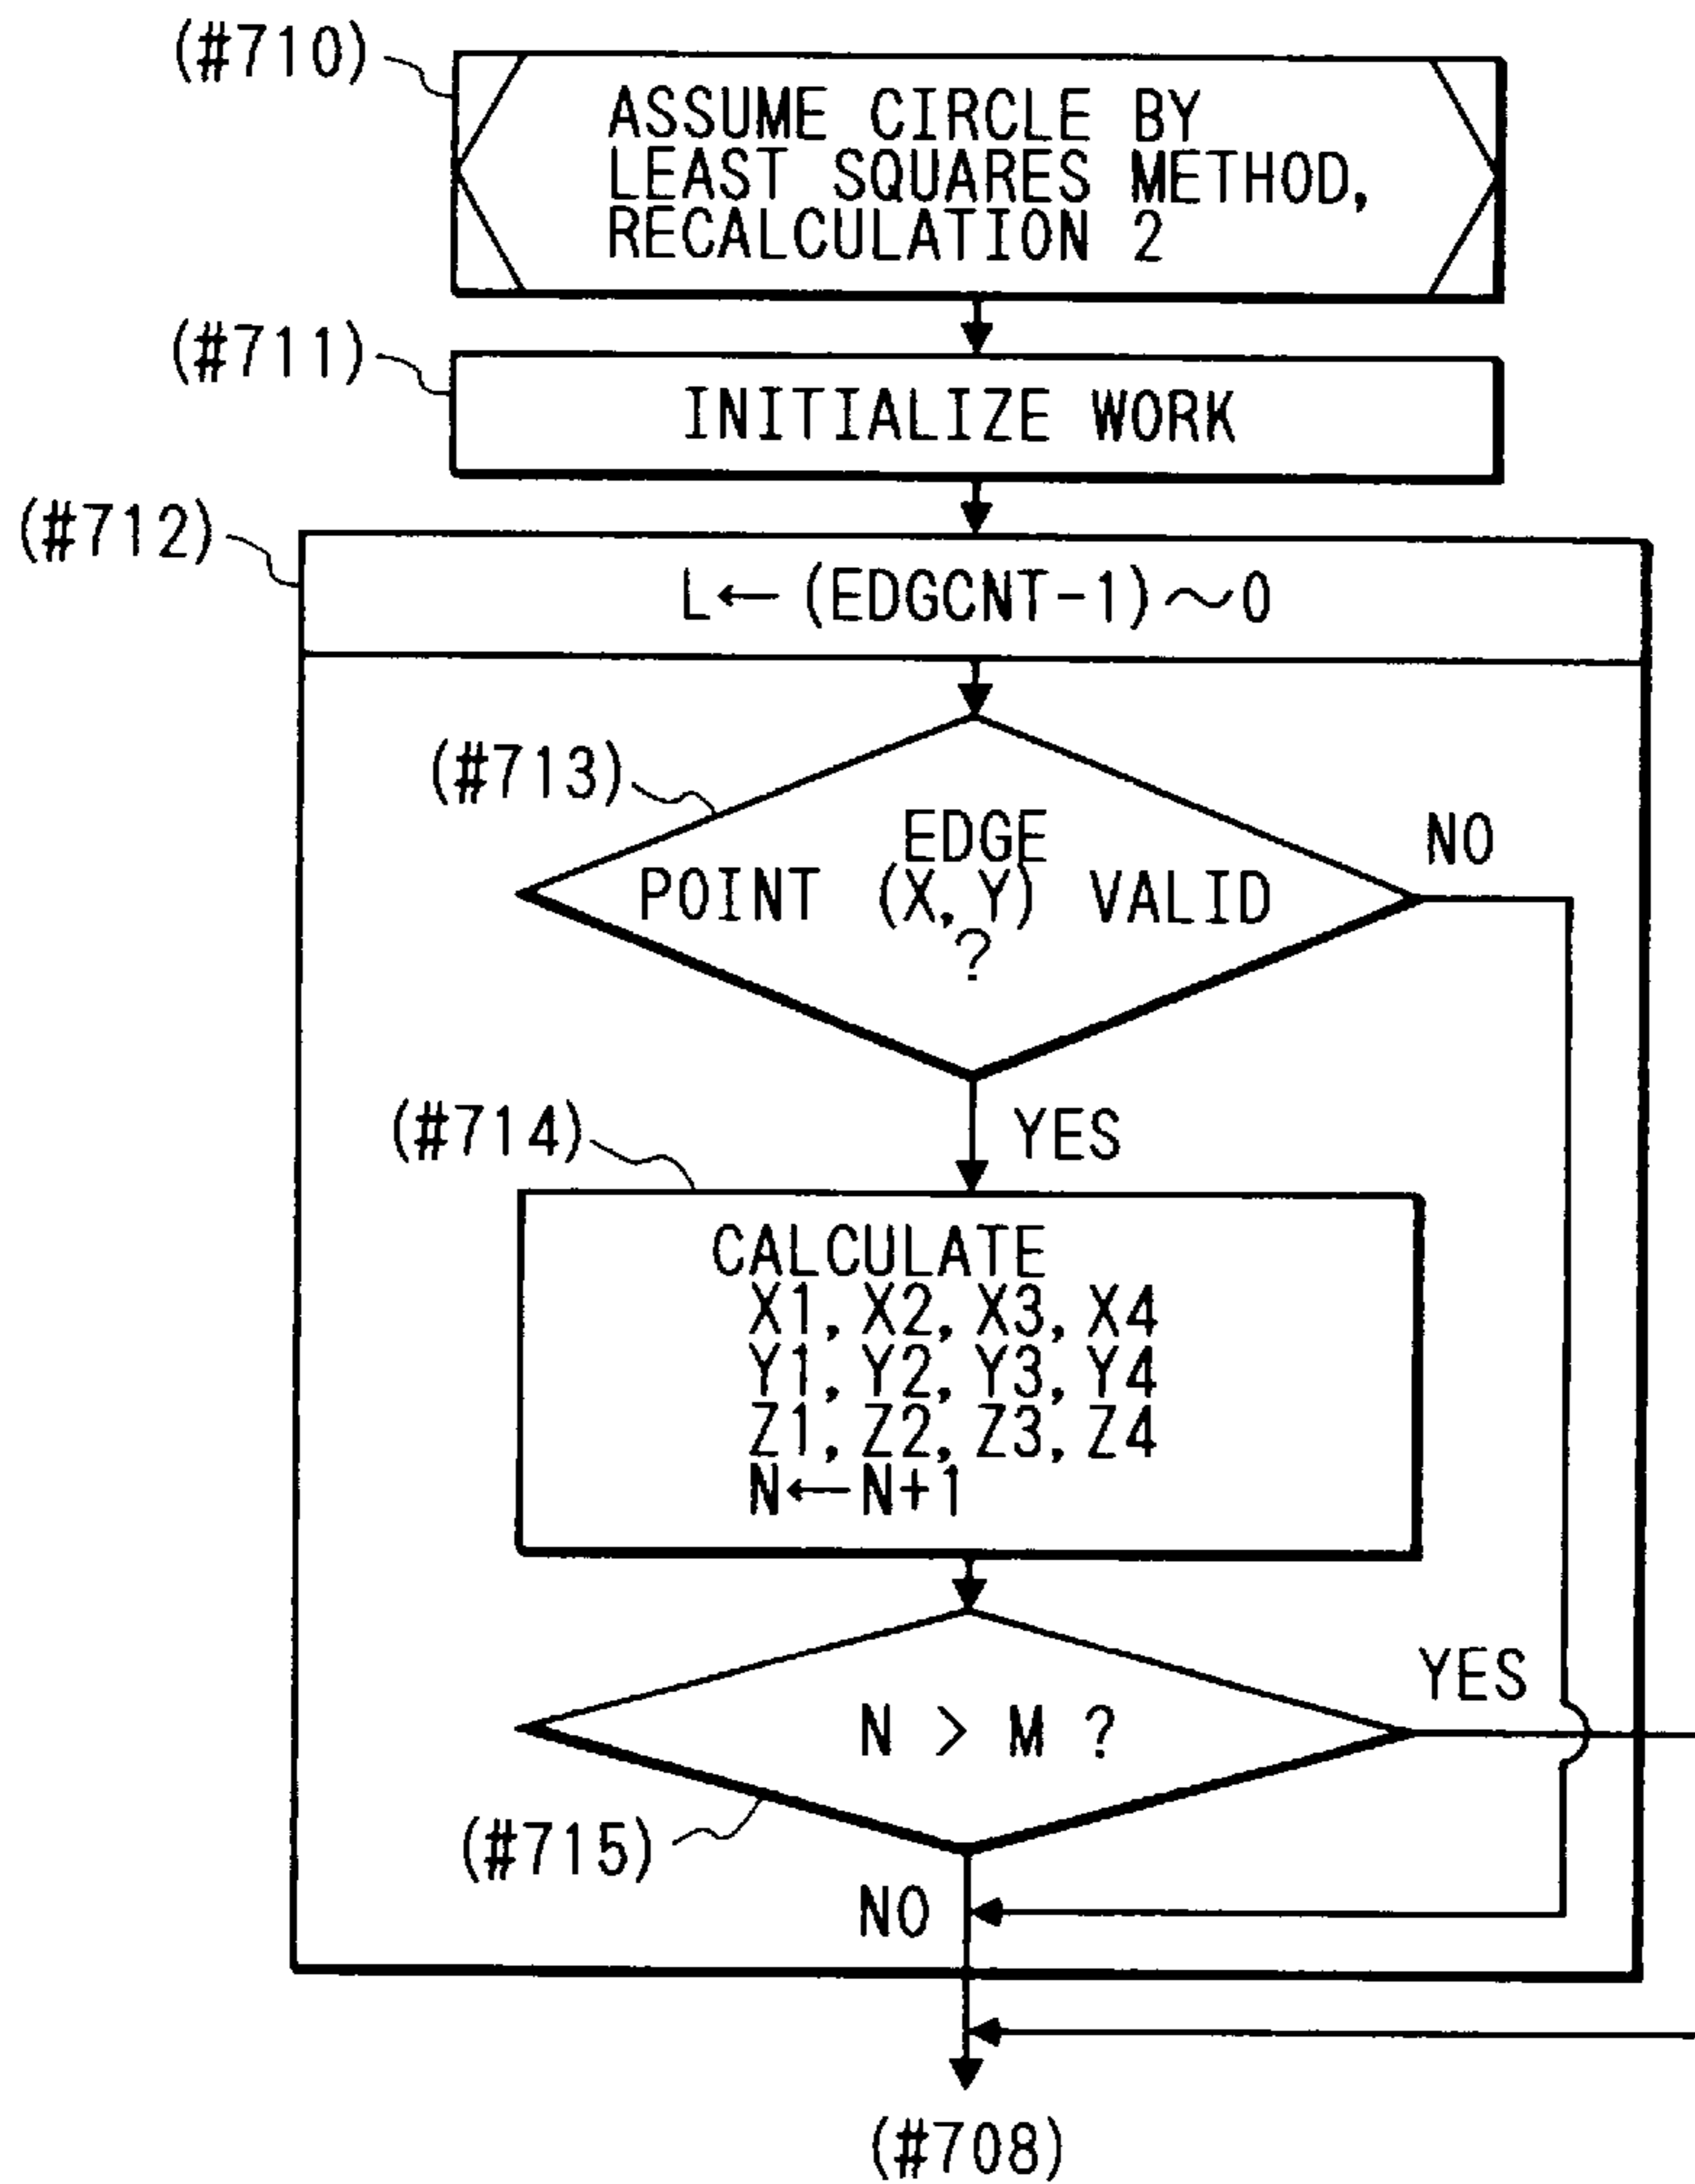 (#710)
ASSUME CIRCLE BY
LEAST SQUARES METHOD,
RECALCULATION 2
(#711)
INITIALIZE WORK
(#712)
L←(EDGCNT-1)～0
(#713)
EDGE
POINT (X, Y) VALID
?
NO
YES
(#714)
CALCULATE
X1, X2, X3, X4
Y1, Y2, Y3, Y4
Z1, Z2, Z3, Z4
N←N+1
N > M ?
YES
(#715)
NO
(#708)